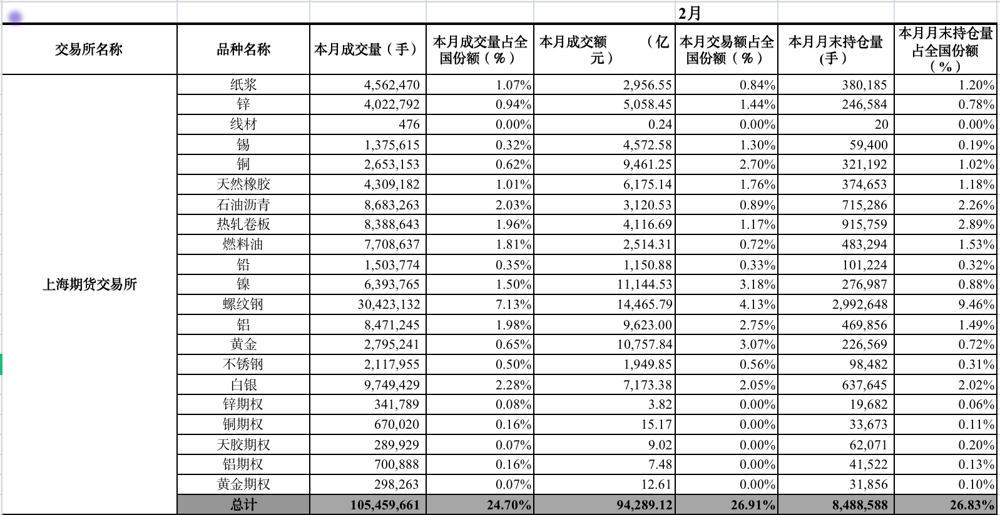 2月
交易所名称 品种名称 本月成交量（手） 本月成交量占全国份额（%） 本月成交额 （亿元） 本月交易额占全国份额（%） 本月月末持仓量(手） 本月月末持仓量占全国份额（%）
上海期货交易所
纸浆 4,562,470 1.07% 2,956.55 0.84% 380,185 1.20%
锌 4,022,792 0.94% 5,058.45 1.44% 246,584 0.78%
线材 476 0.00% 0.24 0.00% 20 0.00%
锡 1,375,615 0.32% 4,572.58 1.30% 59,400 0.19%
铜 2,653,153 0.62% 9,461.25 2.70% 321,192 1.02%
天然橡胶 4,309,182 1.01% 6,175.14 1.76% 374,653 1.18%
石油沥青 8,683,263 2.03% 3,120.53 0.89% 715,286 2.26%
热轧卷板 8,388,643 1.96% 4,116.69 1.17% 915,759 2.89%
燃料油 7,708,637 1.81% 2,514.31 0.72% 483,294 1.53%
铅 1,503,774 0.35% 1,150.88 0.33% 101,224 0.32%
镍 6,393,765 1.50% 11,144.53 3.18% 276,987 0.88%
螺纹钢 30,423,132 7.13% 14,465.79 4.13% 2,992,648 9.46%
铝 8,471,245 1.98% 9,623.00 2.75% 469,856 1.49%
黄金 2,795,241 0.65% 10,757.84 3.07% 226,569 0.72%
不锈钢 2,117,955 0.50% 1,949.85 0.56% 98,482 0.31%
白银 9,749,429 2.28% 7,173.38 2.05% 637,645 2.02%
锌期权 341,789 0.08% 3.82 0.00% 19,682 0.06%
铜期权 670,020 0.16% 15.17 0.00% 33,673 0.11%
天胶期权 289,929 0.07% 9.02 0.00% 62,071 0.20%
铝期权 700,888 0.16% 7.48 0.00% 41,522 0.13%
黄金期权 298,263 0.07% 12.61 0.00% 31,856 0.10%
总计 105,459,661 24.70% 94,289.12 26.91% 8,488,588 26.83%